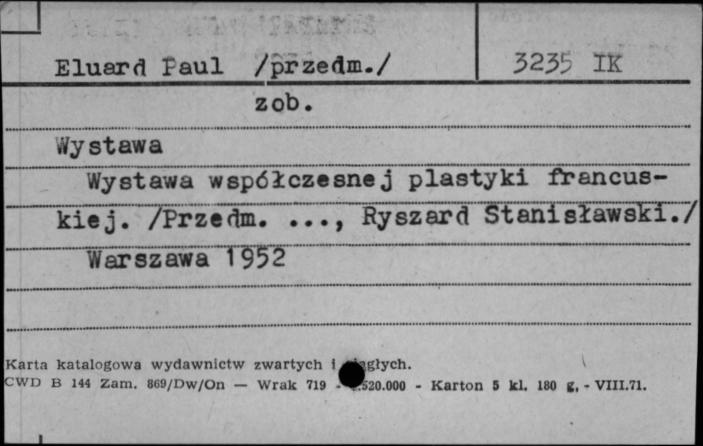 Eluard Paul /przedm./ 3235 IK
zob.
Wystawa
Wystawa współczesnej plastyki francus-
kiej. /Przedm. ..., Ryszard Stanisławski./
Warszawa 1952
Karta katalogowa wydawnictw zwartych i
CWD B 144 Zam. 869/Dw/On — Wrak 719 - .520.000 - Karton 5 kl. 180 g. - VIII.71.